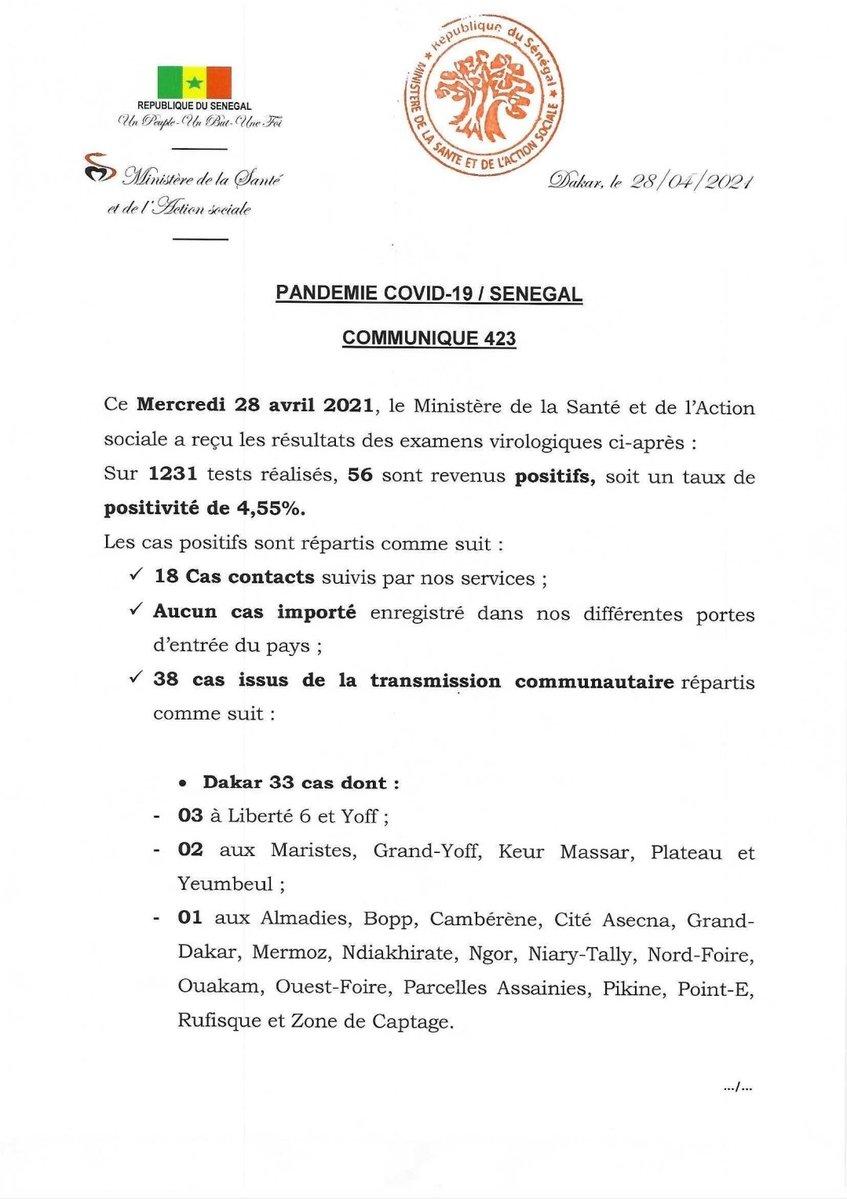 République du Sénégal
MINISTERE DE LA SANTE ET DE L'ACTION SOCIALE
REPUBLIQUE DU SENEGAL
Un Peuple - Un But - Une Foi
Ministère de la Santé
et de l'Action sociale
Dakar, le 28/04/2021
PANDEMIE COVID-19 / SENEGAL
COMMUNIQUE 423
Ce Mercredi 28 avril 2021, le Ministère de la Santé et de l'Action
sociale a reçu les résultats des examens virologiques ci-après :
Sur 1231 tests réalisés, 56 sont revenus positifs, soit un taux de
positivité de 4,55%.
Les cas positifs sont répartis comme suit :
✓ 18 Cas contacts suivis par nos services ;
✓ Aucun cas importé enregistré dans nos différentes portes
d'entrée du pays ;
✓ 38 cas issus de la transmission communautaire répartis
comme suit :
• Dakar 33 cas dont :
- 03 à Liberté 6 et Yoff ;
- 02 aux Maristes, Grand-Yoff, Keur Massar, Plateau et
Yeumbeul ;
- 01 aux Almadies, Bopp, Cambérène, Cité Asecna, Grand-
Dakar, Mermoz, Ndiakhirate, Ngor, Niary-Tally, Nord-Foire,
Ouakam, Ouest-Foire, Parcelles Assainies, Pikine, Point-E,
Rufisque et Zone de Captage.
.../...